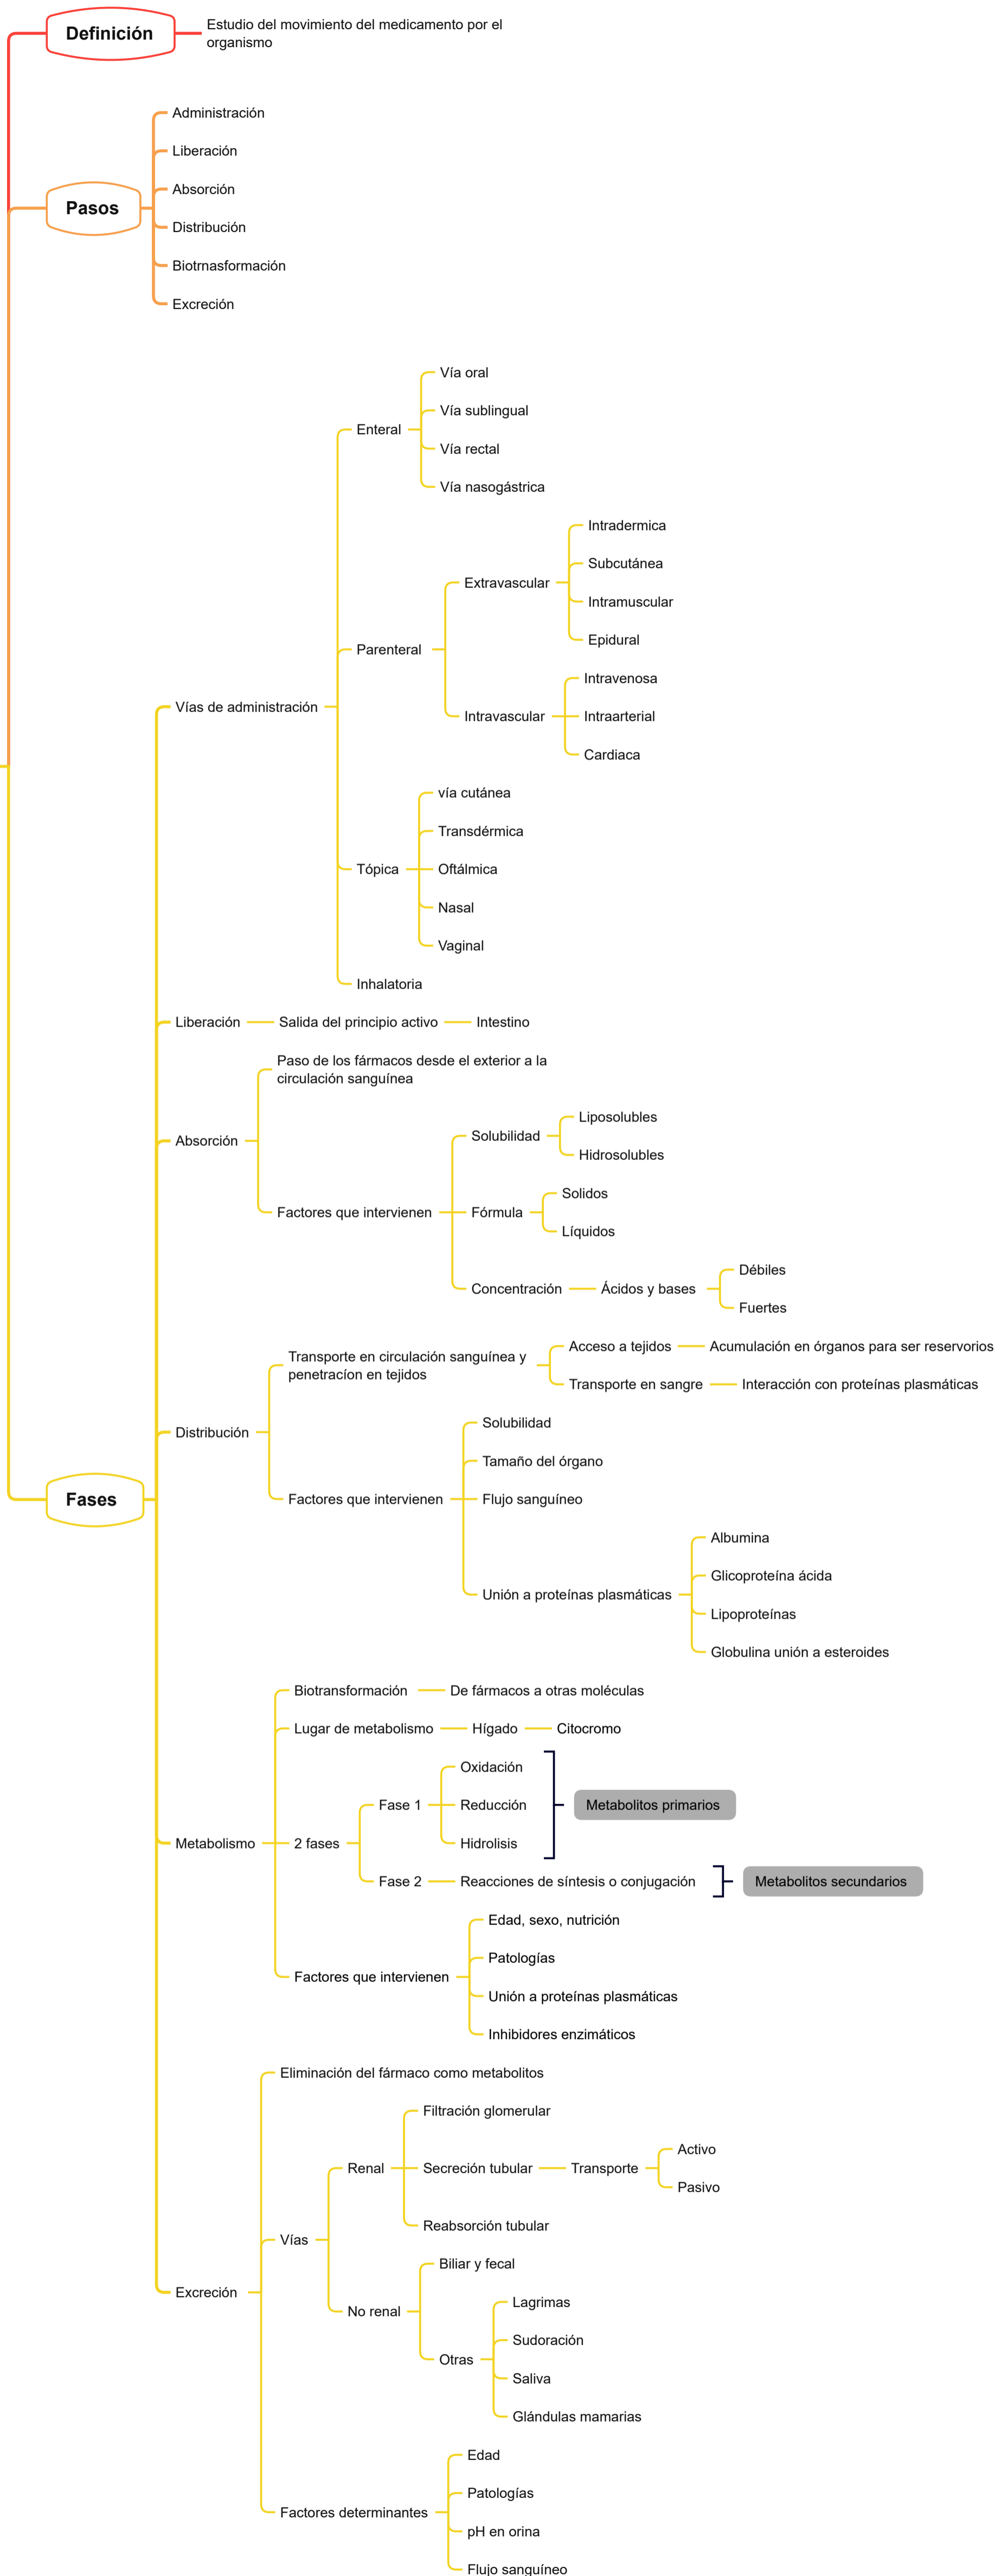 Definición
Estudio del movimiento del medicamento por el
organismo
Pasos
Administración
Liberación
Absorción
Distribución
Biotrnasformación
Excreción
Fases
Vías de administración
Enteral
Vía oral
Vía sublingual
Vía rectal
Vía nasogástrica
Parenteral
Extravascular
Intradermica
Subcutánea
Intramuscular
Epidural
Intravascular
Intravenosa
Intraarterial
Cardiaca
Tópica
vía cutánea
Transdérmica
Oftálmica
Nasal
Vaginal
Inhalatoria
Liberación
Salida del principio activo
Intestino
Absorción
Paso de los fármacos desde el exterior a la
circulación sanguínea
Factores que intervienen
Solubilidad
Liposolubles
Hidrosolubles
Fórmula
Solidos
Líquidos
Concentración
Ácidos y bases
Débiles
Fuertes
Distribución
Transporte en circulación sanguínea y
penetracíon en tejidos
Acceso a tejidos
Acumulación en órganos para ser reservorios
Transporte en sangre
Interacción con proteínas plasmáticas
Factores que intervienen
Solubilidad
Tamaño del órgano
Flujo sanguíneo
Unión a proteínas plasmáticas
Albumina
Glicoproteína ácida
Lipoproteínas
Globulina unión a esteroides
Metabolismo
Biotransformación
De fármacos a otras moléculas
Lugar de metabolismo
Hígado
Citocromo
2 fases
Fase 1
Oxidación
Reducción
Hidrolisis
Metabolitos primarios
Fase 2
Reacciones de síntesis o conjugación
Metabolitos secundarios
Factores que intervienen
Edad, sexo, nutrición
Patologías
Unión a proteínas plasmáticas
Inhibidores enzimáticos
Excreción
Eliminación del fármaco como metabolitos
Vías
Renal
Filtración glomerular
Secreción tubular
Transporte
Activo
Pasivo
Reabsorción tubular
No renal
Biliar y fecal
Otras
Lagrimas
Sudoración
Saliva
Glándulas mamarias
Factores determinantes
Edad
Patologías
pH en orina
Flujo sanguíneo